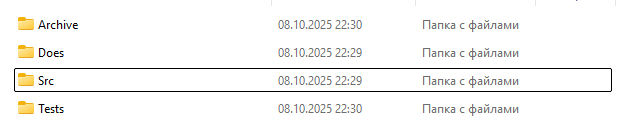 Archive 08.10.2025 22:30 Папка с файлами
Does 08.10.2025 22:29 Папка с файлами
Src 08.10.2025 22:29 Папка с файлами
Tests 08.10.2025 22:30 Папка с файлами